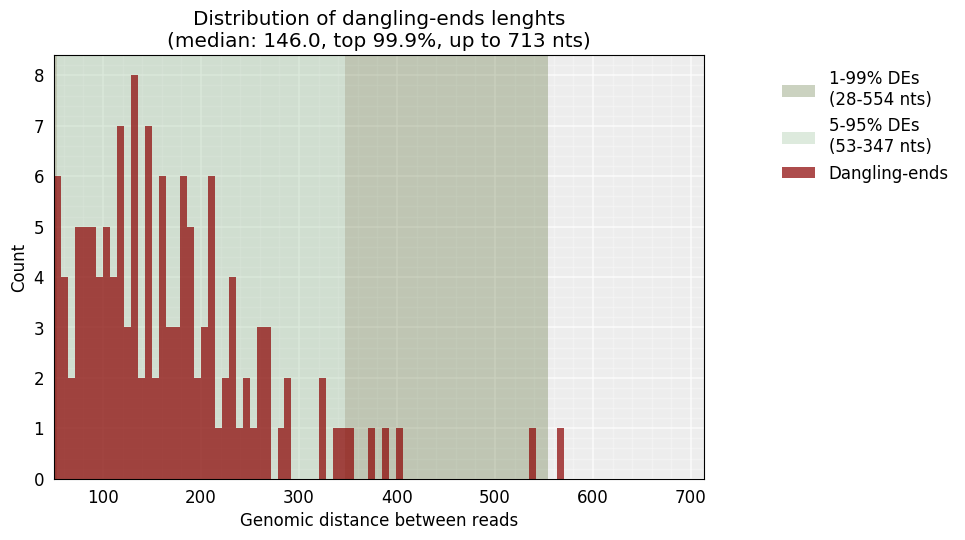 Distribution of dangling-ends lenghts
(median: 146.0, top 99.9%, up to 713 nts)
8
7
6
5
4
3
2
1
0
Count
100 200 300 400 500 600 700
Genomic distance between reads
1-99% DEs
(28-554 nts)
5-95% DEs
(53-347 nts)
Dangling-ends